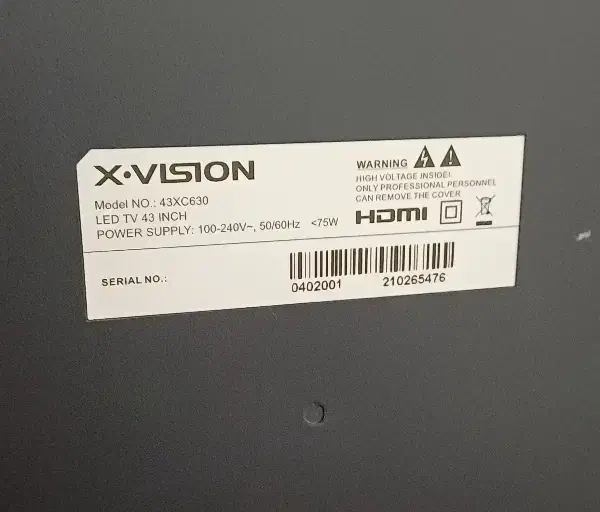 X·VISION
Model NO.: 43XC630
LED TV 43 INCH
POWER SUPPLY: 100-240V~, 50/60Hz <75W
WARNING
HIGH VOLTAGE INSIDE!
ONLY PROFESSIONAL PERSONNEL
CAN REMOVE THE COVER
HDMI
SERIAL NO.:
0402001 210265476